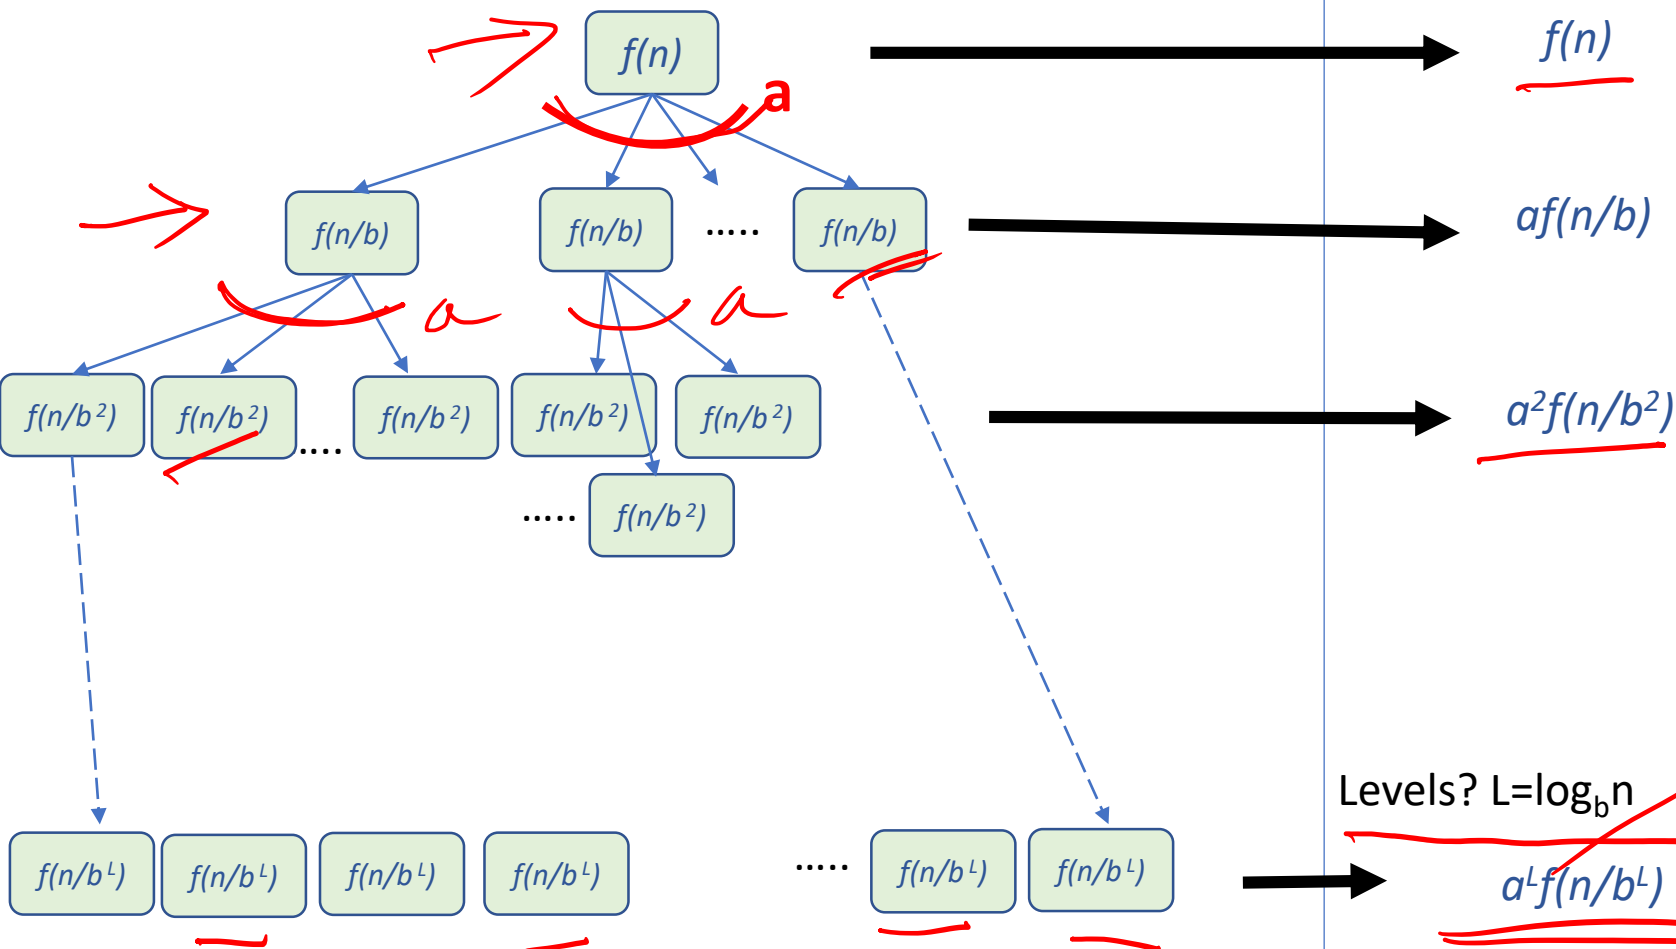 f(n) f(n)
a
f(n/b) f(n/b) ..... f(n/b) af(n/b)
a a
f(n/b²) f(n/b²) .... f(n/b²) f(n/b²) f(n/b²) a²f(n/b²)
..... f(n/b²)
Levels? L=log_b n
f(n/b^L) f(n/b^L) f(n/b^L) f(n/b^L) ..... f(n/b^L) f(n/b^L) a^L f(n/b^L)